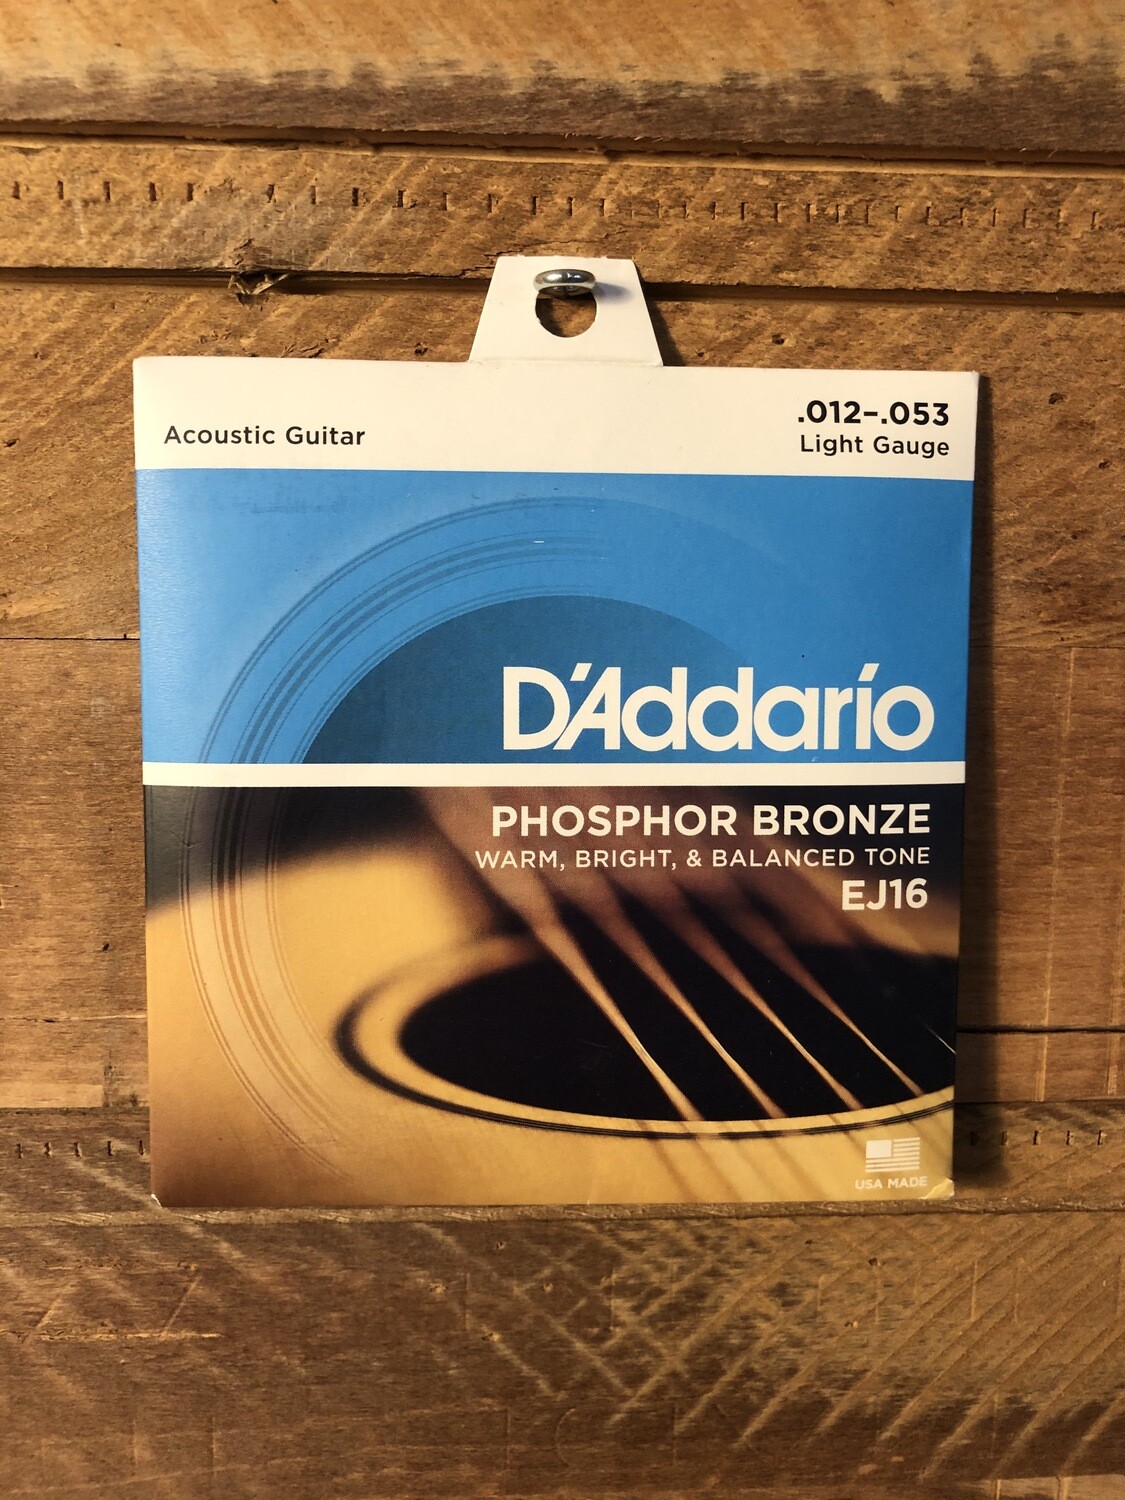 Acoustic Guitar
.012–.053
Light Gauge
D'Addario
PHOSPHOR BRONZE
WARM, BRIGHT, & BALANCED TONE
EJ16
USA MADE